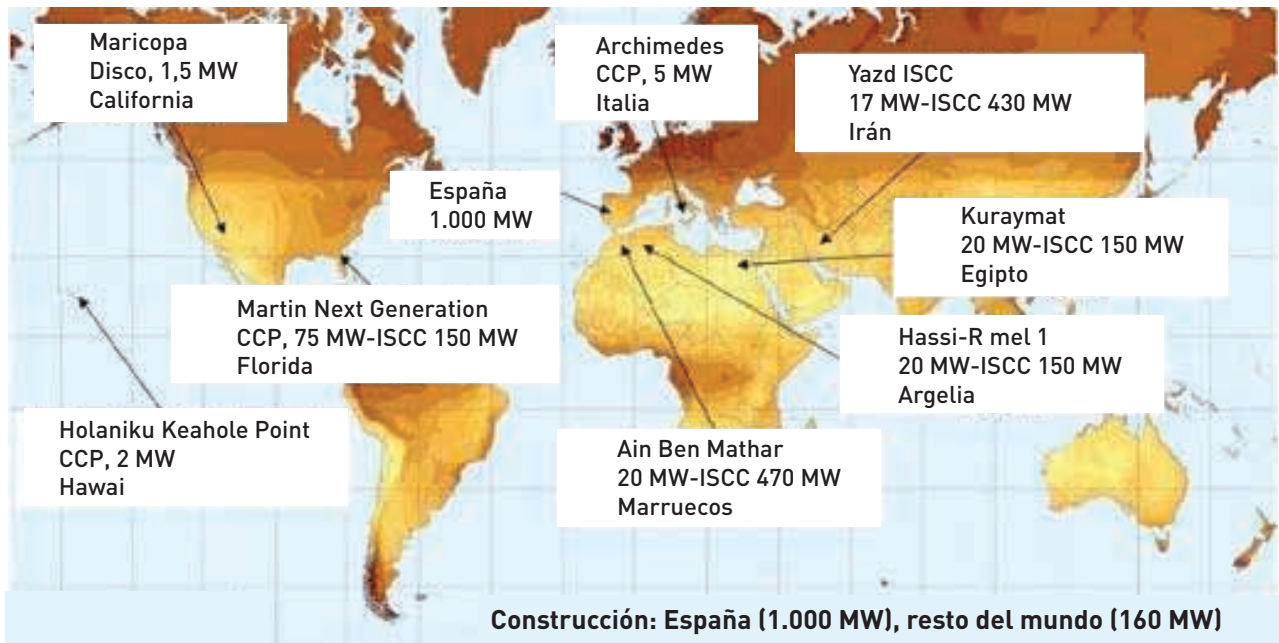 Maricopa
Disco, 1,5 MW
California
Archimedes
CCP, 5 MW
Italia
Yazd ISCC
17 MW-ISCC 430 MW
Irán
España
1.000 MW
Kuraymat
20 MW-ISCC 150 MW
Egipto
Martin Next Generation
CCP, 75 MW-ISCC 150 MW
Florida
Hassi-R mel 1
20 MW-ISCC 150 MW
Argelia
Holaniku Keahole Point
CCP, 2 MW
Hawai
Ain Ben Mathar
20 MW-ISCC 470 MW
Marruecos
Construcción: España (1.000 MW), resto del mundo (160 MW)